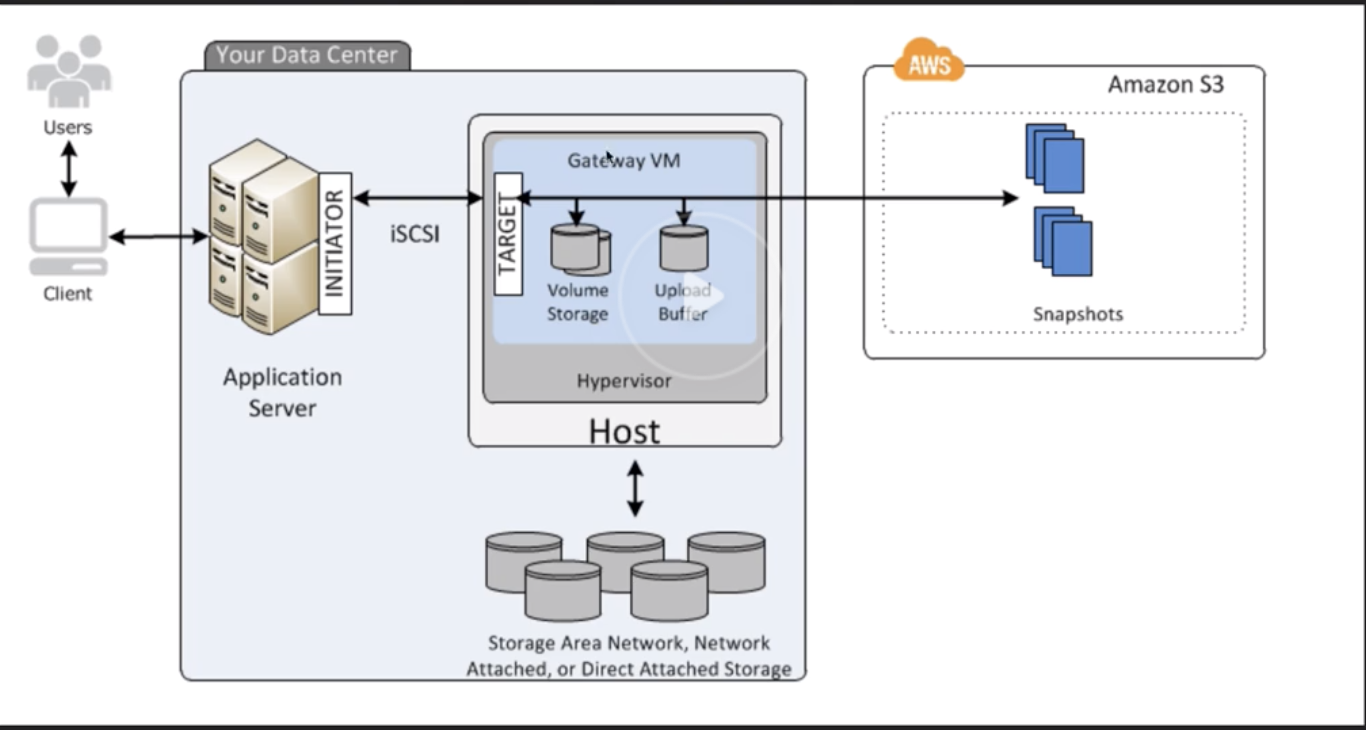 Your Data Center
AWS
Amazon S3
Users
Client
INITIATOR
iSCSI
Gateway VM
TARGET
Volume
Storage
Upload
Buffer
Snapshots
Application
Server
Hypervisor
Host
Storage Area Network, Network
Attached, or Direct Attached Storage